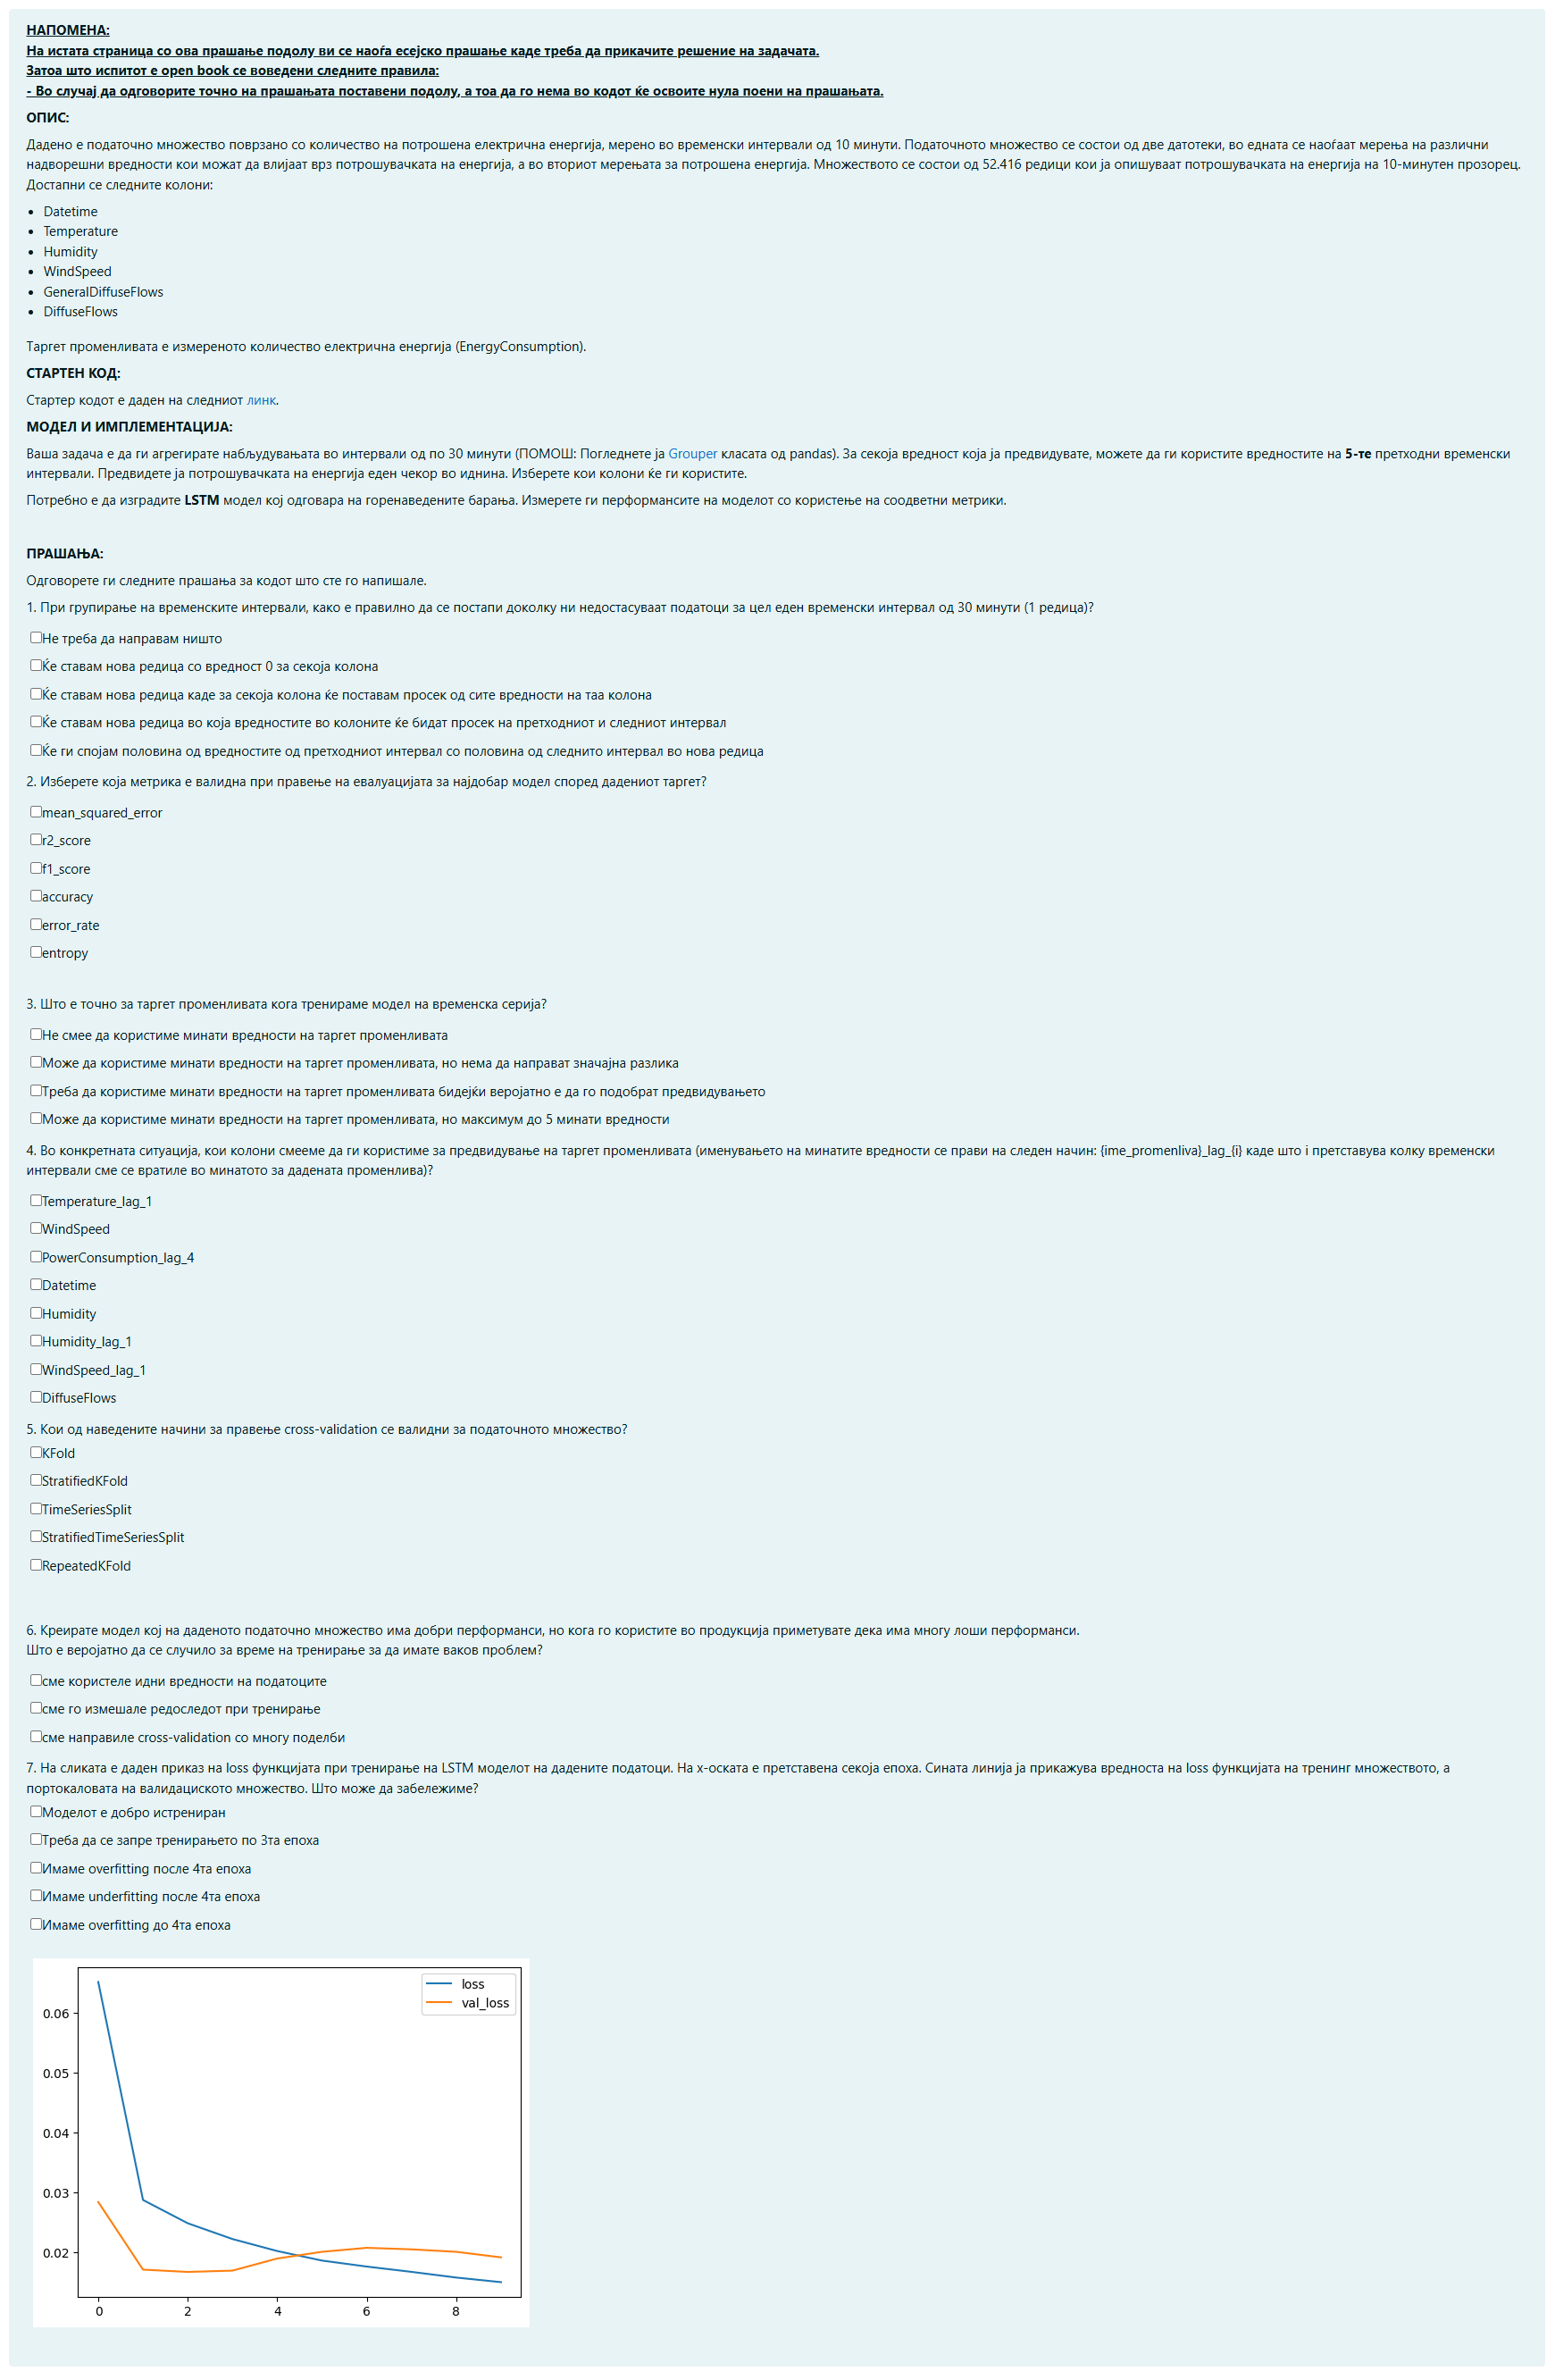 НАПОМЕНА:
На истата страница со ова прашање подолу ви се наоѓа есејско прашање каде треба да прикачите решение на задачата.
Затоа што испитот е open book се воведени следните правила:
- Во случај да одговорите точно на прашањата поставени подолу, а тоа да го нема во кодот ќе освоите нула поени на прашањата.
ОПИС:
Дадено е податочно множество поврзано со количество на потрошена електрична енергија, мерено во временски интервали од 10 минути. Податочното множество се состои од две датотеки, во едната се наоѓаат мерења на различни
надворешни вредности кои можат да влијаат врз потрошувачката на енергија, а во вториот мерењата за потрошена енергија. Множеството се состои од 52.416 редици кои ја опишуваат потрошувачката на енергија на 10-минутен прозорец.
Достапни се следните колони:
• Datetime
• Temperature
• Humidity
• WindSpeed
• GeneralDiffuseFlows
• DiffuseFlows
Таргет променливата е измереното количество електрична енергија (EnergyConsumption).
СТАРТЕН КОД:
Стартер кодот е даден на следниот линк.
МОДЕЛ И ИМПЛЕМЕНТАЦИЈА:
Ваша задача е да ги агрегирате набљудувањата во интервали од по 30 минути (ПОМОШ: Погледнете ја Grouper класата од pandas). За секоја вредност која ја предвидувате, можете да ги користите вредностите на 5-те претходни временски
интервали. Предвидете ја потрошувачката на енергија еден чекор во иднина. Изберете кои колони ќе ги користите.
Потребно е да изградите LSTM модел кој одговара на горенаведените барања. Измерете ги перформансите на моделот со користење на соодветни метрики.
ПРАШАЊА:
Одговорете ги следните прашања за кодот што сте го напишале.
1. При групирање на временските интервали, како е правилно да се постапи доколку ни недостасуваат податоци за цел еден временски интервал од 30 минути (1 редица)?
Не треба да направам ништо
Ќе ставам нова редица со вредност 0 за секоја колона
Ќе ставам нова редица каде за секоја колона ќе поставам просек од сите вредности на таа колона
Ќе ставам нова редица во која вредностите во колоните ќе бидат просек на претходниот и следниот интервал
Ќе ги спојам половина од вредностите од претходниот интервал со половина од следнито интервал во нова редица
2. Изберете која метрика е валидна при правење на евалуацијата за најдобар модел според дадениот таргет?
mean_squared_error
r2_score
f1_score
accuracy
error_rate
entropy
3. Што е точно за таргет променливата кога тренираме модел на временска серија?
Не смее да користиме минати вредности на таргет променливата
Може да користиме минати вредности на таргет променливата, но нема да направат значајна разлика
Треба да користиме минати вредности на таргет променливата бидејќи веројатно е да го подобрат предвидувањето
Може да користиме минати вредности на таргет променливата, но максимум до 5 минати вредности
4. Во конкретната ситуација, кои колони смееме да ги користиме за предвидување на таргет променливата (именувањето на минатите вредности се прави на следен начин: {ime_promenliva}_lag_{i} каде што i претставува колку временски
интервали сме се вратиле во минатото за дадената променлива)?
Temperature_lag_1
WindSpeed
PowerConsumption_lag_4
Datetime
Humidity
Humidity_lag_1
WindSpeed_lag_1
DiffuseFlows
5. Кои од наведените начини за правење cross-validation се валидни за податочното множество?
KFold
StratifiedKFold
TimeSeriesSplit
StratifiedTimeSeriesSplit
RepeatedKFold
6. Креирате модел кој на даденото податочно множество има добри перформанси, но кога го користите во продукција приметувате дека има многу лоши перформанси.
Што е веројатно да се случило за време на тренирање за да имате ваков проблем?
сме користеле идни вредности на податоците
сме го измешале редоследот при тренирање
сме направиле cross-validation со многу поделби
7. На сликата е даден приказ на loss функцијата при тренирање на LSTM моделот на дадените податоци. На x-оската е претставена секоја епоха. Сината линија ја прикажува вредноста на loss функцијата на тренинг множеството, а
портокаловата на валидациското множество. Што може да забележиме?
Моделот е добро истрениран
Треба да се запре тренирањето по 3та епоха
Имаме overfitting после 4та епоха
Имаме underfitting после 4та епоха
Имаме overfitting до 4та епоха
loss
val_loss
0.06
0.05
0.04
0.03
0.02
0 2 4 6 8